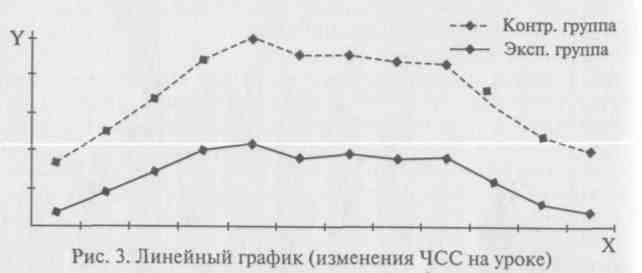 Y
Контр. группа
Эксп. группа
X
Рис. 3. Линейный график (изменения ЧСС на уроке)